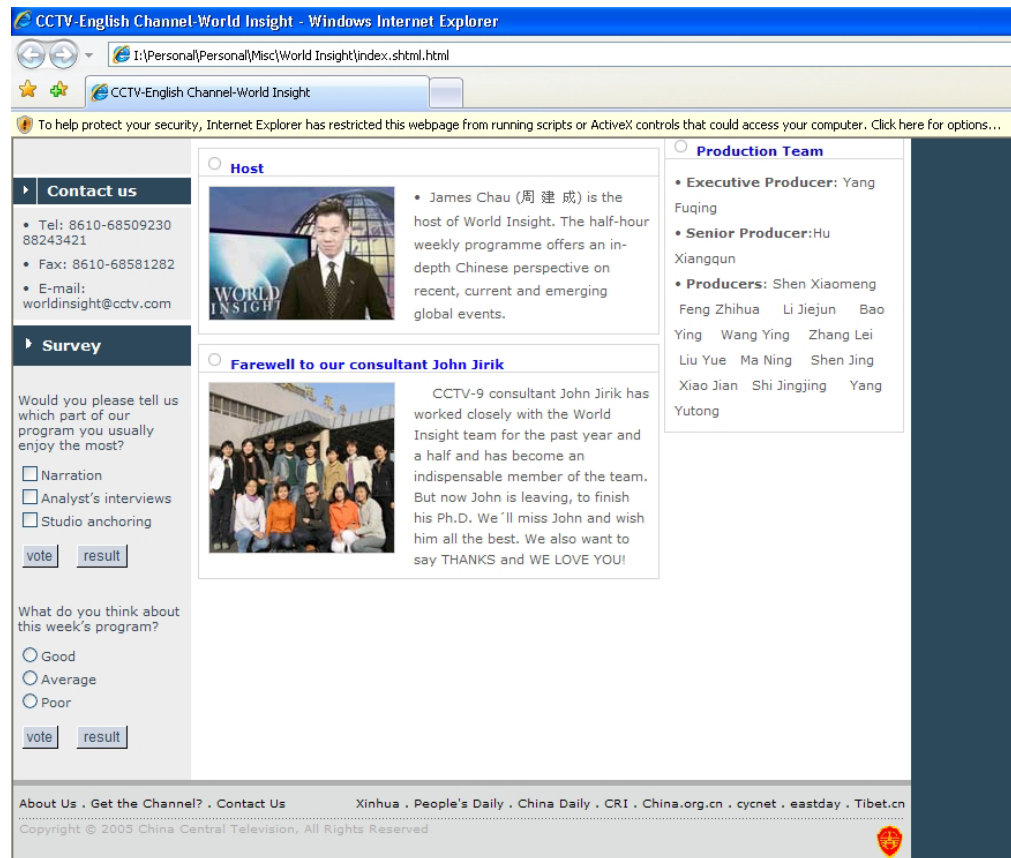 CCTV-English Channel-World Insight - Windows Internet Explorer
I:\Personal\Personal\Misc\World Insight\index.shtml.html
CCTV-English Channel-World Insight
To help protect your security, Internet Explorer has restricted this webpage from running scripts or ActiveX controls that could access your computer. Click here for options...
Contact us
• Tel: 8610-68509230
88243421
• Fax: 8610-68581282
• E-mail:
worldinsight@cctv.com
Survey
Would you please tell us
which part of our
program you usually
enjoy the most?
Narration
Analyst's interviews
Studio anchoring
vote result
What do you think about
this week's program?
Good
Average
Poor
vote result
Host
WORLD
INSIGHT
• James Chau (周 建 成) is the
host of World Insight. The half-hour
weekly programme offers an in-
depth Chinese perspective on
recent, current and emerging
global events.
Farewell to our consultant John Jirik
CCTV-9 consultant John Jirik has
worked closely with the World
Insight team for the past year and
a half and has become an
indispensable member of the team.
But now John is leaving, to finish
his Ph.D. We´ll miss John and wish
him all the best. We also want to
say THANKS and WE LOVE YOU!
Production Team
• Executive Producer: Yang
Fuqing
• Senior Producer:Hu
Xiangqun
• Producers: Shen Xiaomeng
Feng Zhihua Li Jiejun Bao
Ying Wang Ying Zhang Lei
Liu Yue Ma Ning Shen Jing
Xiao Jian Shi Jingjing Yang
Yutong
About Us . Get the Channel? . Contact Us Xinhua . People's Daily . China Daily . CRI . China.org.cn . cycnet . eastday . Tibet.cn
Copyright © 2005 China Central Television, All Rights Reserved